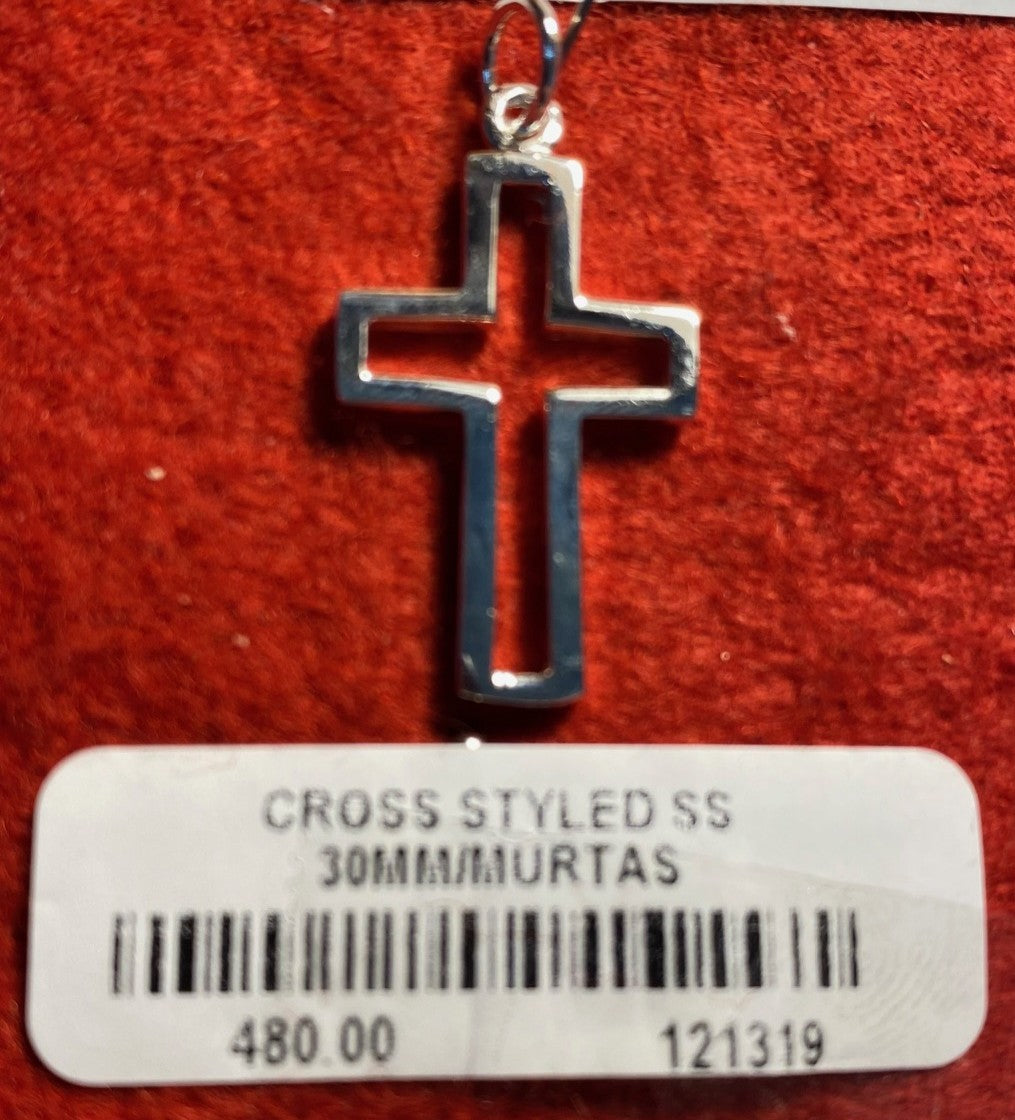 CROSS STYLED SS
30MM/MURTAS
480.00 121319